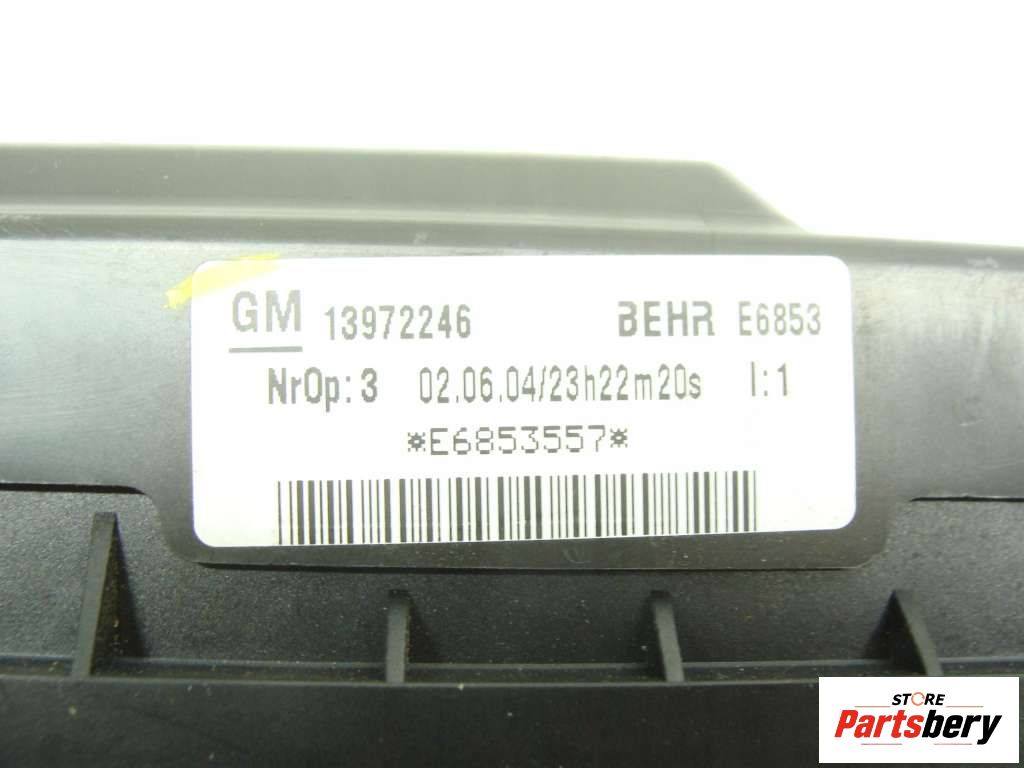 GM 13972246 BEHR E6853
NrOp: 3 02.06.04/23h22m20s I:1
*E6853557*
STORE
Partsbery